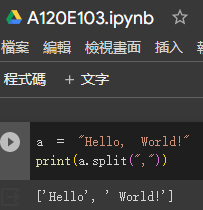 A120E103.ipynb
檔案 編輯 檢視畫面 插入
程式碼 + 文字
a = "Hello, World!"
print(a.split(","))
['Hello', ' World!']